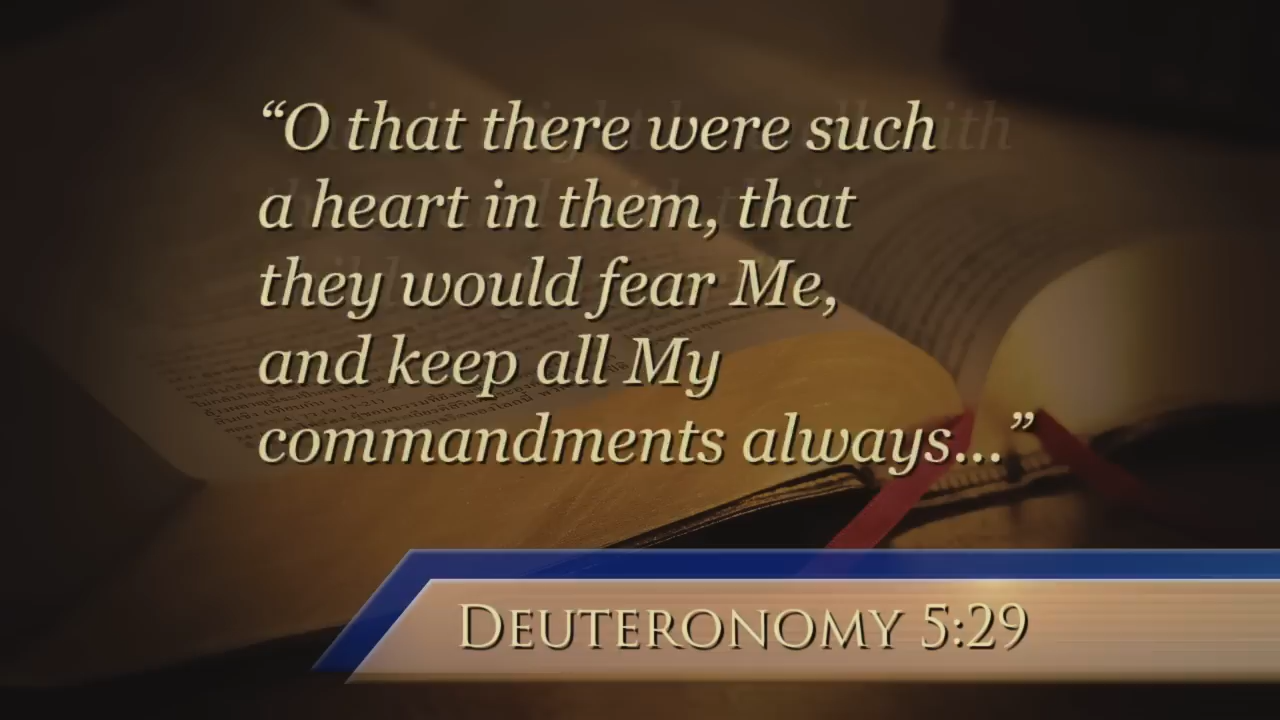 “O that there were such
a heart in them, that
they would fear Me,
and keep all My
commandments always...”
DEUTERONOMY 5:29